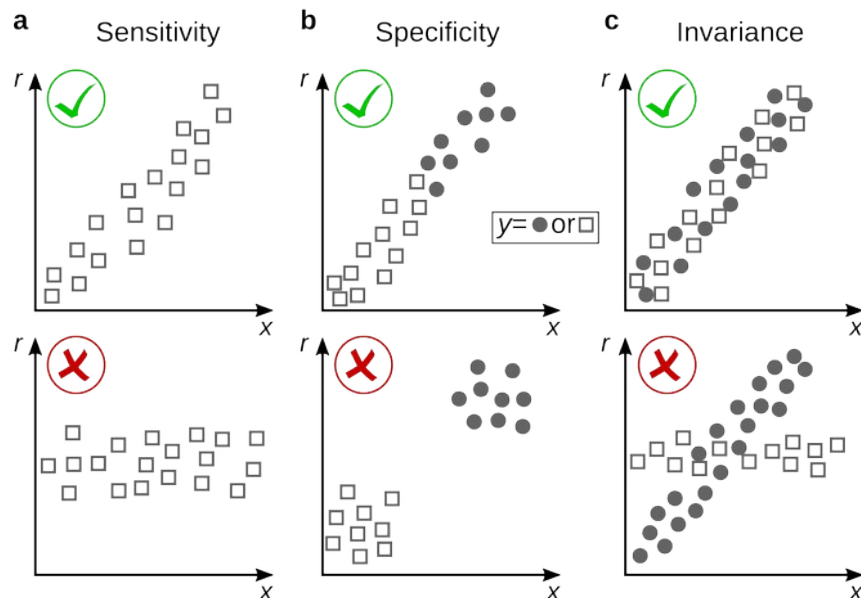 a Sensitivity
b Specificity
c Invariance
r
r
r
y= or
x
x
x
r
r
r
x
x
x